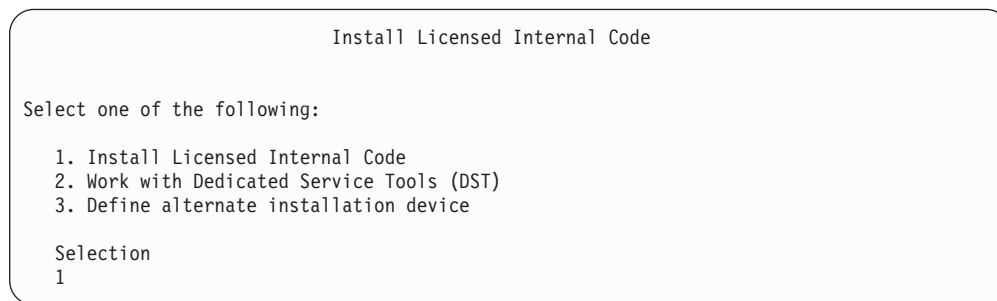 Install Licensed Internal Code
Select one of the following:
1. Install Licensed Internal Code
2. Work with Dedicated Service Tools (DST)
3. Define alternate installation device
Selection
1